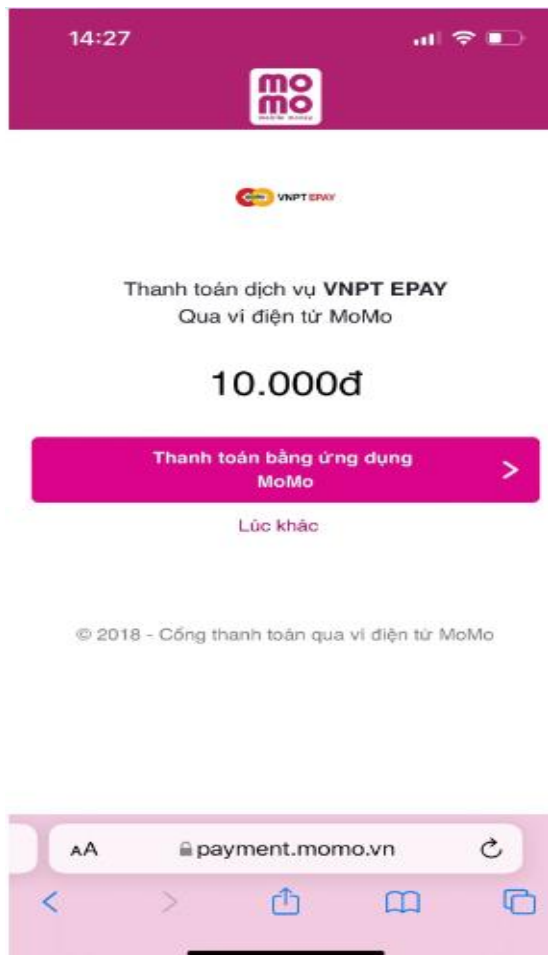 14:27
mo
mo
VNPT EPAY
Thanh toán dịch vụ VNPT EPAY
Qua ví điện tử MoMo
10.000đ
Thanh toán bằng ứng dụng
MoMo
Lúc khác
© 2018 - Cổng thanh toán qua ví điện tử MoMo
AA
payment.momo.vn